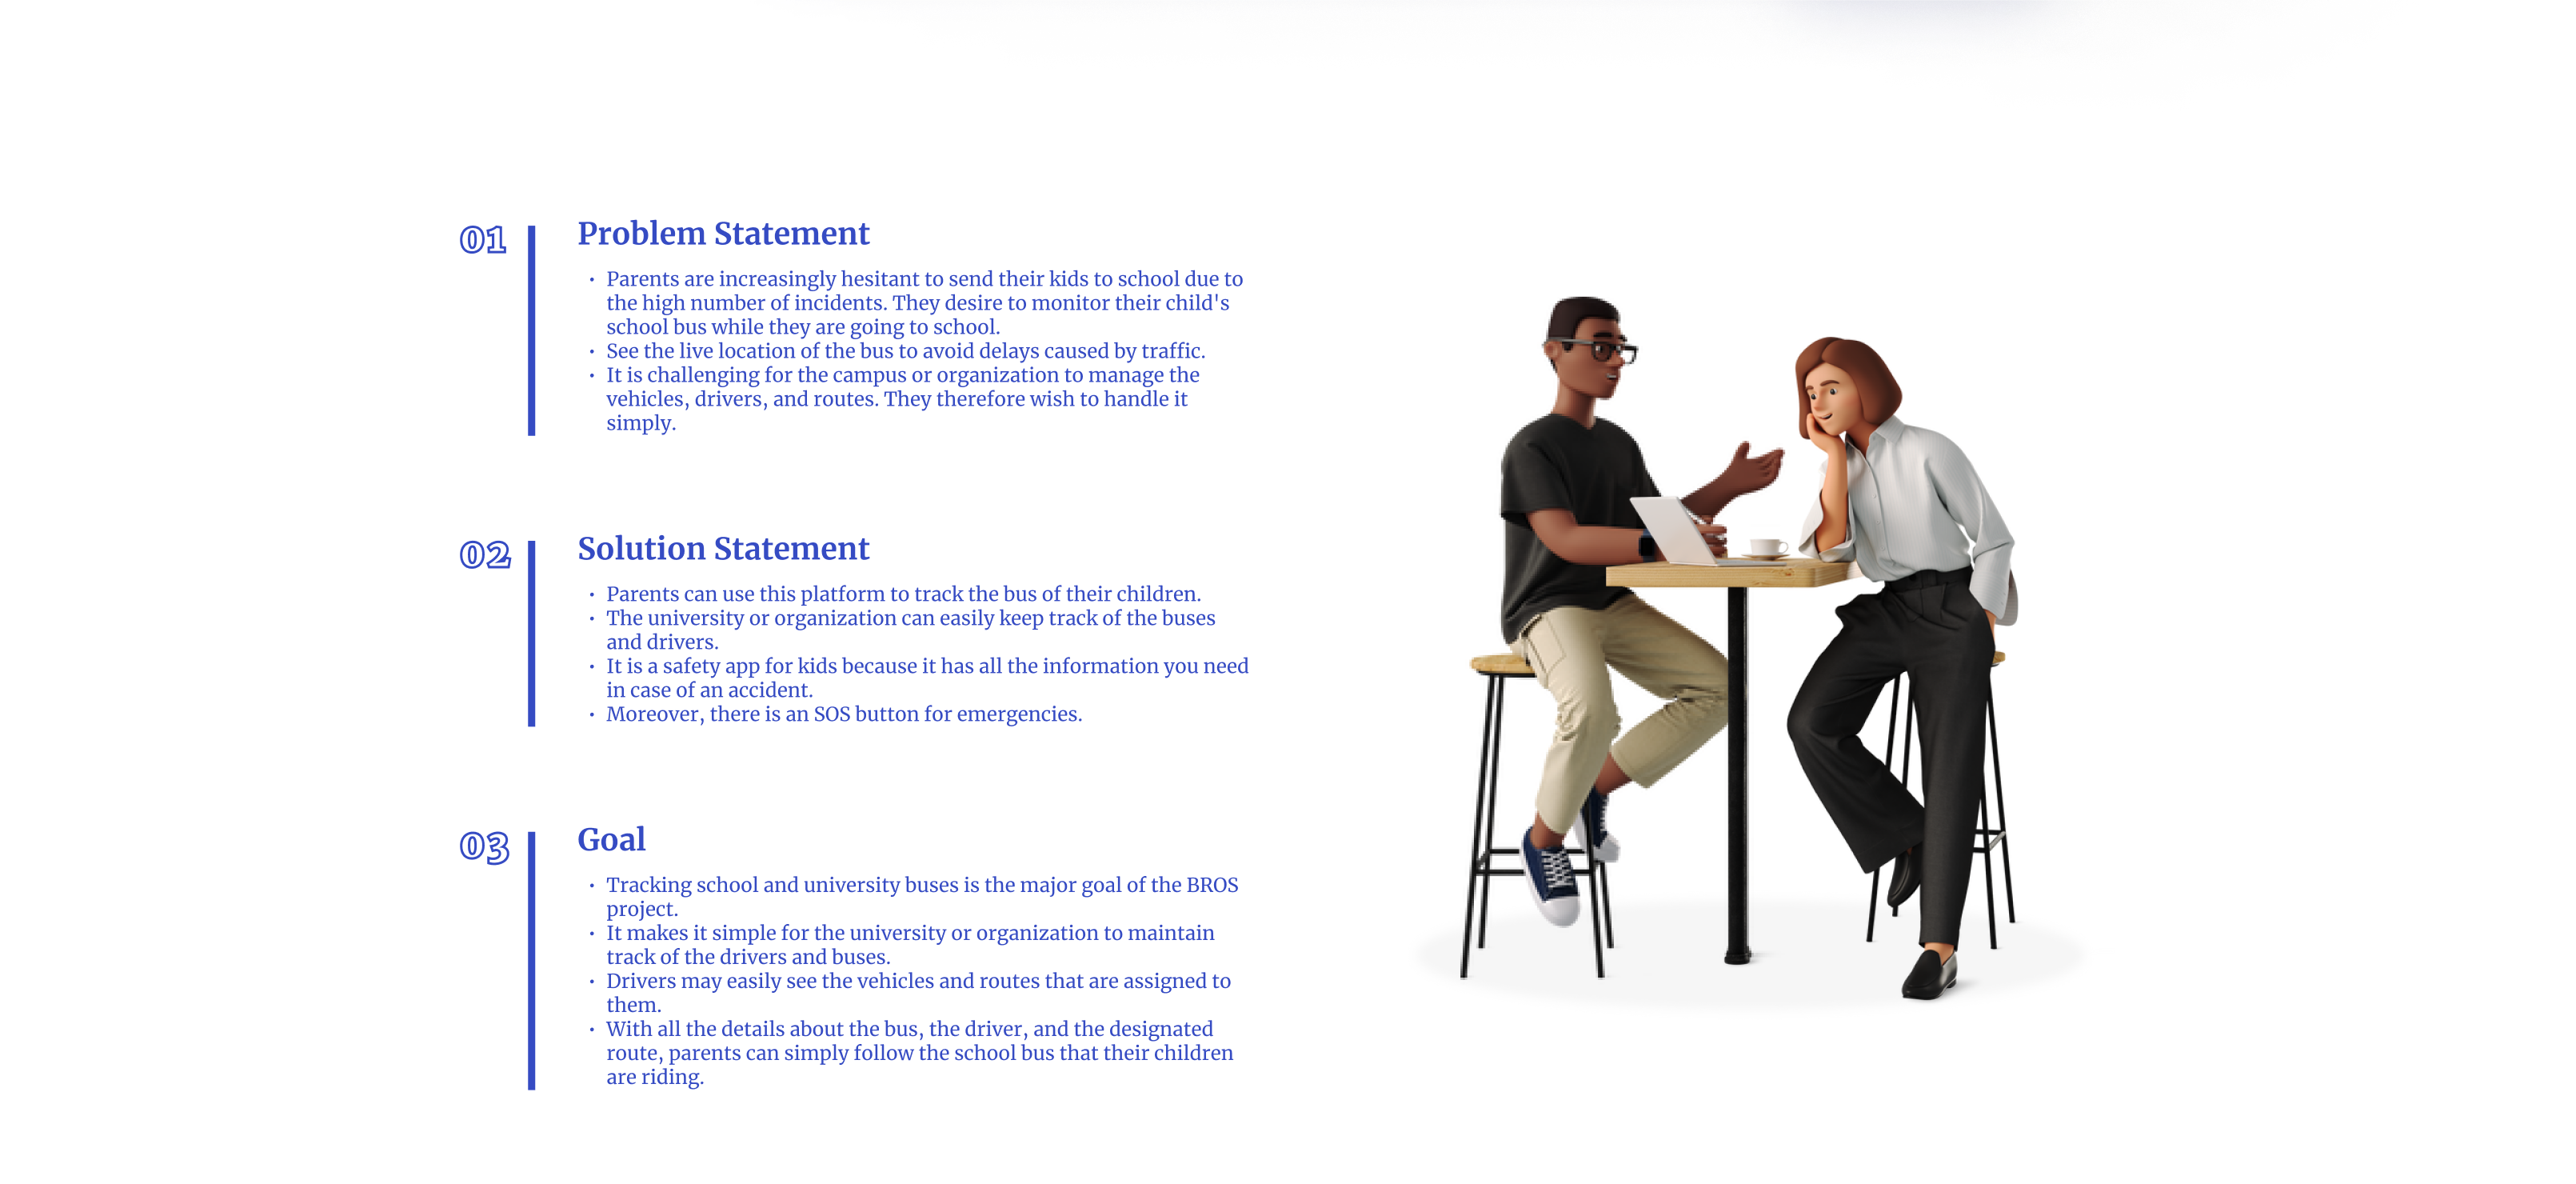 01
Problem Statement
• Parents are increasingly hesitant to send their kids to school due to
the high number of incidents. They desire to monitor their child's
school bus while they are going to school.
• See the live location of the bus to avoid delays caused by traffic.
• It is challenging for the campus or organization to manage the
vehicles, drivers, and routes. They therefore wish to handle it
simply.
02
Solution Statement
• Parents can use this platform to track the bus of their children.
• The university or organization can easily keep track of the buses
and drivers.
• It is a safety app for kids because it has all the information you need
in case of an accident.
• Moreover, there is an SOS button for emergencies.
03
Goal
• Tracking school and university buses is the major goal of the BROS
project.
• It makes it simple for the university or organization to maintain
track of the drivers and buses.
• Drivers may easily see the vehicles and routes that are assigned to
them.
• With all the details about the bus, the driver, and the designated
route, parents can simply follow the school bus that their children
are riding.